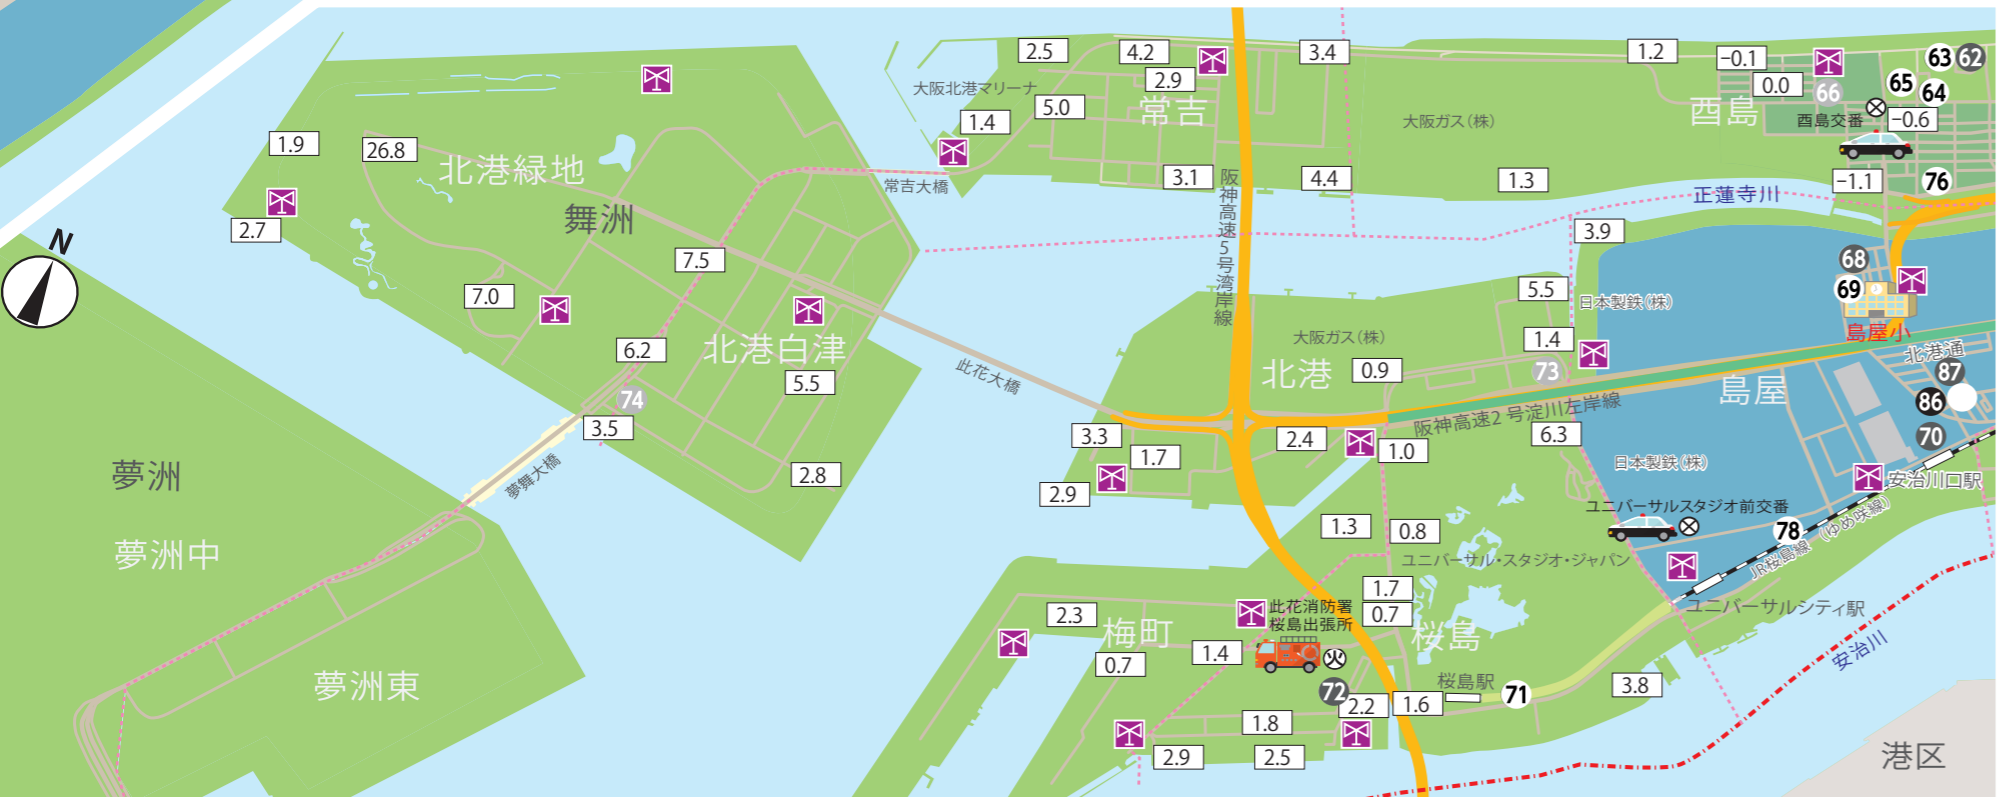 2.5
4.2
2.9
3.4
1.2
−0.1
0.0
66
63
62
65
64
大阪北港マリーナ
5.0
1.4
常吉
大阪ガス(株)
酉島
酉島交番
−0.6
1.9
26.8
北港緑地
常吉大橋
3.1
4.4
1.3
−1.1
76
正蓮寺川
阪神高速5号湾岸線
2.7
舞洲
N
7.5
7.0
3.9
68
69
島屋小
5.5
日本製鉄(株)
1.4
73
6.2
北港白津
5.5
74
3.5
此花大橋
大阪ガス(株)
北港
0.9
島屋
北港通
87
86
70
阪神高速2号淀川左岸線
3.3
1.7
2.4
1.0
6.3
2.9
2.8
夢舞大橋
夢洲
夢洲中
夢洲東
日本製鉄(株)
安治川口駅
ユニバーサルスタジオ前交番
78
JR桜島線(ゆめ咲線)
1.3
0.8
ユニバーサル・スタジオ・ジャパン
1.7
0.7
ユニバーサルシティ駅
安治川
此花消防署
桜島出張所
火
2.3
梅町
0.7
1.4
桜島
桜島駅
71
3.8
72
2.2
1.6
1.8
2.9
2.5
港区